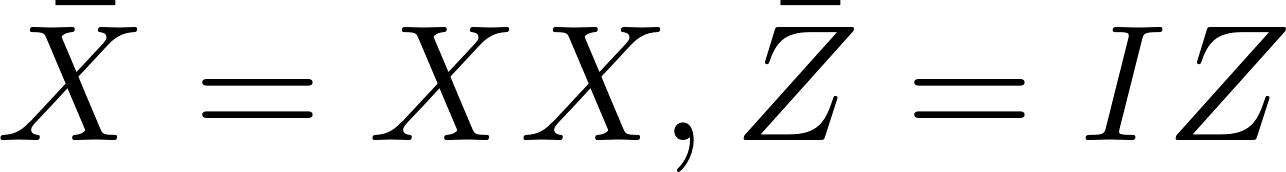 X̄ = XX, Z̄ = IZ